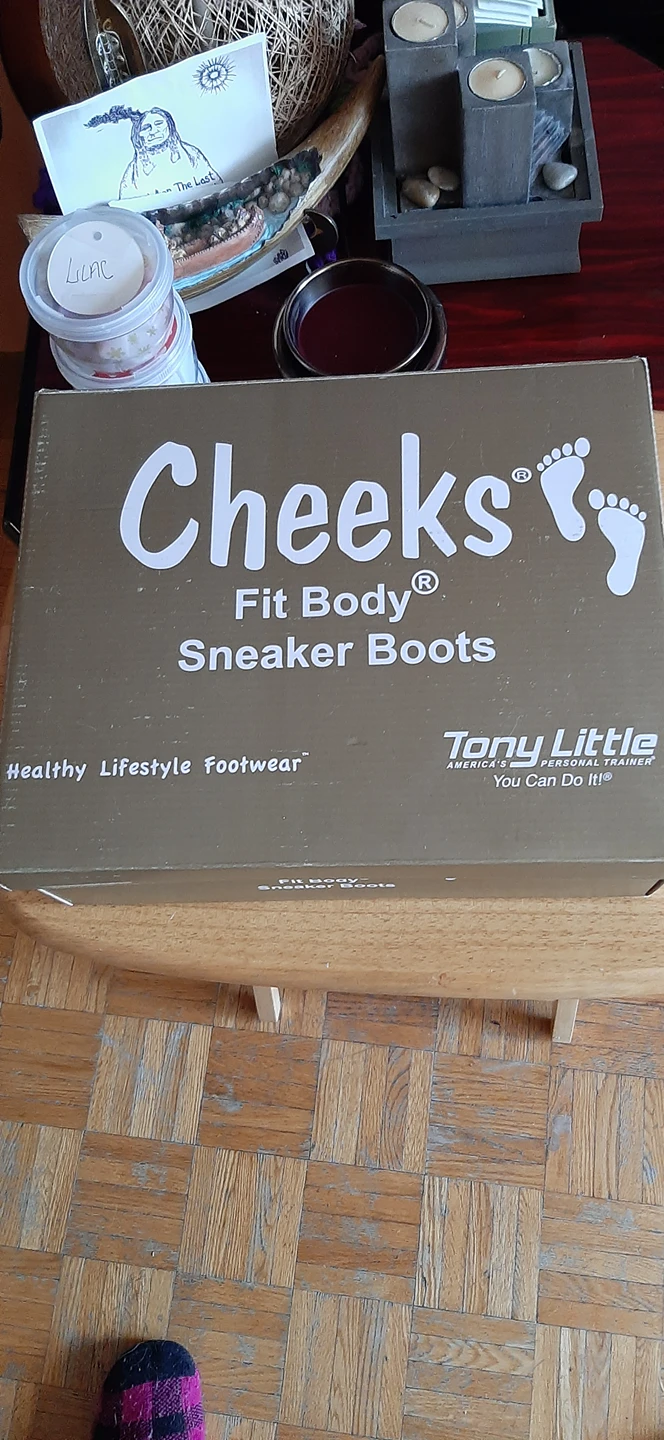 The Last
LILAC
Cheeks®
Fit Body®
Sneaker Boots
Healthy Lifestyle Footwear™
Tony Little
AMERICA'S PERSONAL TRAINER
You Can Do It!®
Fit Body
Sneaker Boots